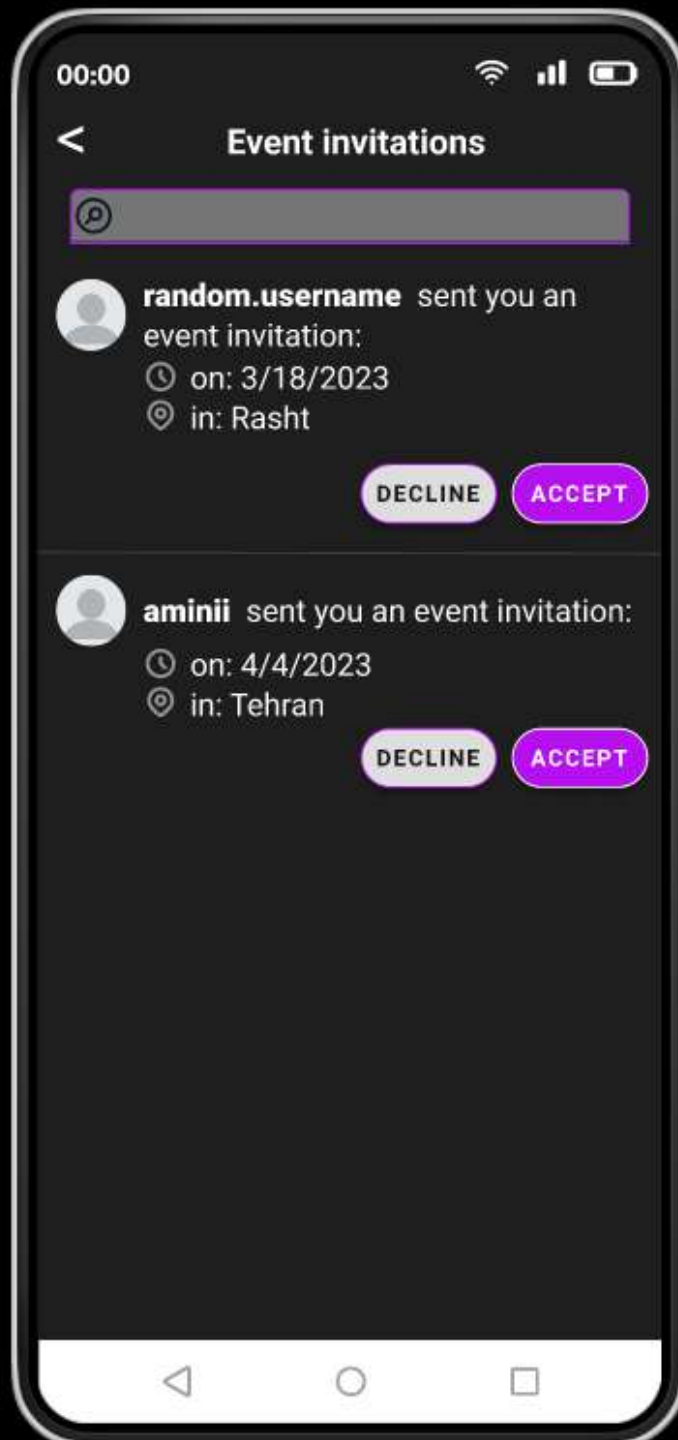 00:00
< Event invitations
random.username sent you an
event invitation:
on: 3/18/2023
in: Rasht
DECLINE ACCEPT
aminii sent you an event invitation:
on: 4/4/2023
in: Tehran
DECLINE ACCEPT